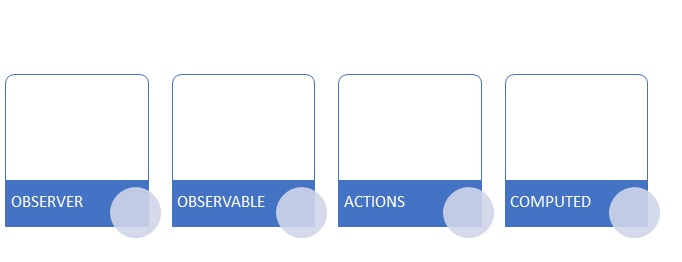 OBSERVER
OBSERVABLE
ACTIONS
COMPUTED